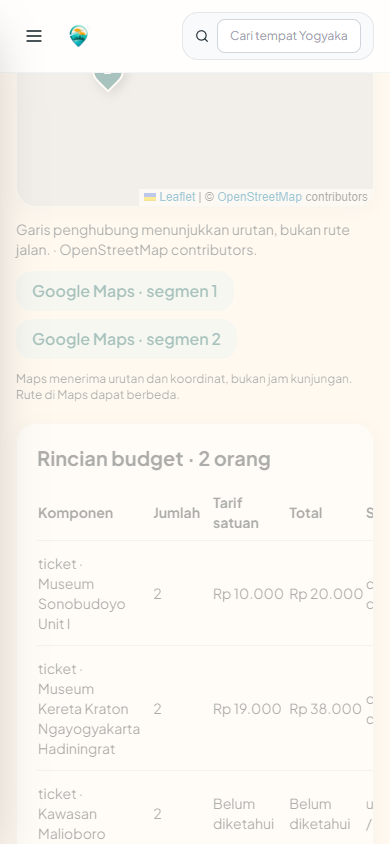 Cari tempat Yogyaka
Leaflet | © OpenStreetMap contributors
Garis penghubung menunjukkan urutan, bukan rute
jalan. · OpenStreetMap contributors.
Google Maps · segmen 1
Google Maps · segmen 2
Maps menerima urutan dan koordinat, bukan jam kunjungan.
Rute di Maps dapat berbeda.
Rincian budget · 2 orang
Komponen Jumlah Tarif satuan Total S
ticket ·
Museum
Sonobudoyo
Unit I
2 Rp 10.000 Rp 20.000
ticket ·
Museum
Kereta Kraton
Ngayogyakarta
Hadiningrat
2 Rp 19.000 Rp 38.000
ticket ·
Kawasan
Malioboro
2 Belum diketahui Belum diketahui